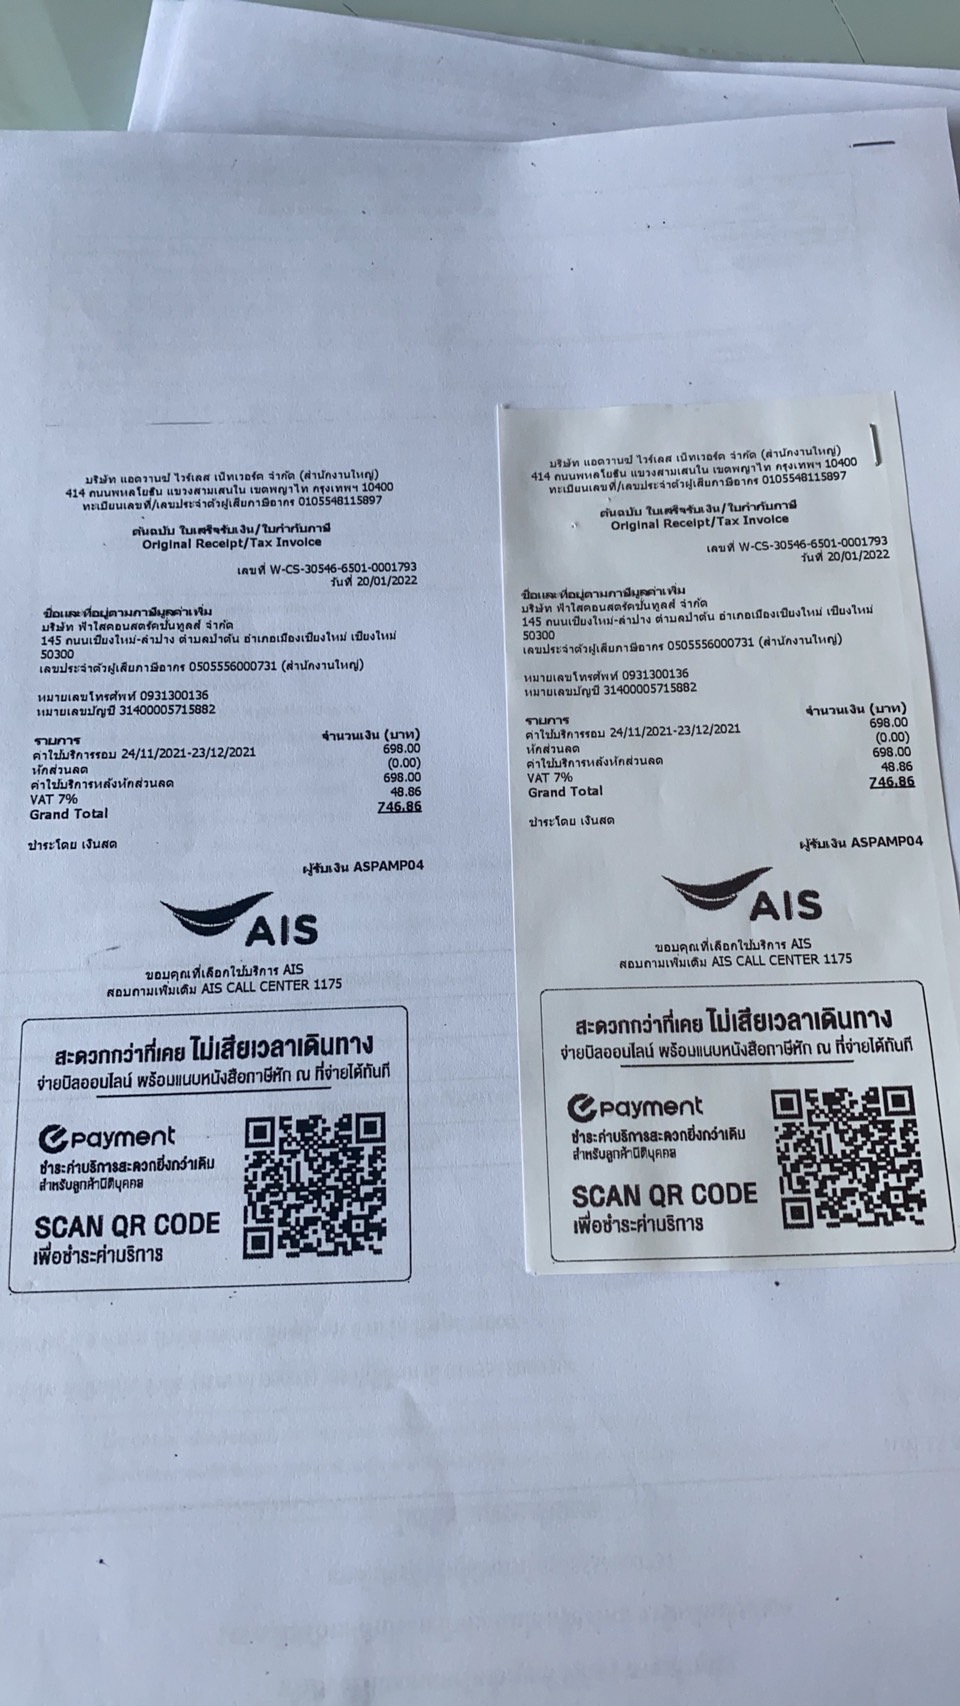 บริษัท แอดวานซ์ ไวร์เลส เน็ทเวอร์ค จำกัด (สำนักงานใหญ่)
414 ถนนพหลโยธิน แขวงสามเสนใน เขตพญาไท กรุงเทพฯ 10400
ทะเบียนเลขที่/เลขประจำตัวผู้เสียภาษีอากร 0105548115897
ต้นฉบับ ใบเสร็จรับเงิน/ใบกำกับภาษี
Original Receipt/Tax Invoice
เลขที่ W-CS-30546-6501-0001793
วันที่ 20/01/2022
ชื่อและที่อยู่ตามภาษีมูลค่าเพิ่ม
บริษัท ฟ้าใสคอนสตรัคชั่นทูลส์ จำกัด
145 ถนนเชียงใหม่-ลำปาง ตำบลป่าตัน อำเภอเมืองเชียงใหม่ เชียงใหม่
50300
เลขประจำตัวผู้เสียภาษีอากร 0505556000731 (สำนักงานใหญ่)
หมายเลขโทรศัพท์ 0931300136
หมายเลขบัญชี 31400005715882
รายการ จำนวนเงิน (บาท)
ค่าใช้บริการรอบ 24/11/2021-23/12/2021 698.00
หักส่วนลด (0.00)
ค่าใช้บริการหลังหักส่วนลด 698.00
VAT 7% 48.86
Grand Total 746.86
ชำระโดย เงินสด
ผู้รับเงิน ASPAMP04
AIS
ขอบคุณที่เลือกใช้บริการ AIS
สอบถามเพิ่มเติม AIS CALL CENTER 1175
สะดวกกว่าที่เคย ไม่เสียเวลาเดินทาง
จ่ายบิลออนไลน์ พร้อมแนบหนังสือภาษีหัก ณ ที่จ่ายได้ทันที
ePayment
ชำระค่าบริการสะดวกยิ่งกว่าเดิม
สำหรับลูกค้านิติบุคคล
SCAN QR CODE
เพื่อชำระค่าบริการ
บริษัท แอดวานซ์ ไวร์เลส เน็ทเวอร์ค จำกัด (สำนักงานใหญ่)
414 ถนนพหลโยธิน แขวงสามเสนใน เขตพญาไท กรุงเทพฯ 10400
ทะเบียนเลขที่/เลขประจำตัวผู้เสียภาษีอากร 0105548115897
ต้นฉบับ ใบเสร็จรับเงิน/ใบกำกับภาษี
Original Receipt/Tax Invoice
เลขที่ W-CS-30546-6501-0001793
วันที่ 20/01/2022
ชื่อและที่อยู่ตามภาษีมูลค่าเพิ่ม
บริษัท ฟ้าใสคอนสตรัคชั่นทูลส์ จำกัด
145 ถนนเชียงใหม่-ลำปาง ตำบลป่าตัน อำเภอเมืองเชียงใหม่ เชียงใหม่
50300
เลขประจำตัวผู้เสียภาษีอากร 0505556000731 (สำนักงานใหญ่)
หมายเลขโทรศัพท์ 0931300136
หมายเลขบัญชี 31400005715882
รายการ จำนวนเงิน (บาท)
ค่าใช้บริการรอบ 24/11/2021-23/12/2021 698.00
หักส่วนลด (0.00)
ค่าใช้บริการหลังหักส่วนลด 698.00
VAT 7% 48.86
Grand Total 746.86
ชำระโดย เงินสด
ผู้รับเงิน ASPAMP04
AIS
ขอบคุณที่เลือกใช้บริการ AIS
สอบถามเพิ่มเติม AIS CALL CENTER 1175
สะดวกกว่าที่เคย ไม่เสียเวลาเดินทาง
จ่ายบิลออนไลน์ พร้อมแนบหนังสือภาษีหัก ณ ที่จ่ายได้ทันที
ePayment
ชำระค่าบริการสะดวกยิ่งกว่าเดิม
สำหรับลูกค้านิติบุคคล
SCAN QR CODE
เพื่อชำระค่าบริการ